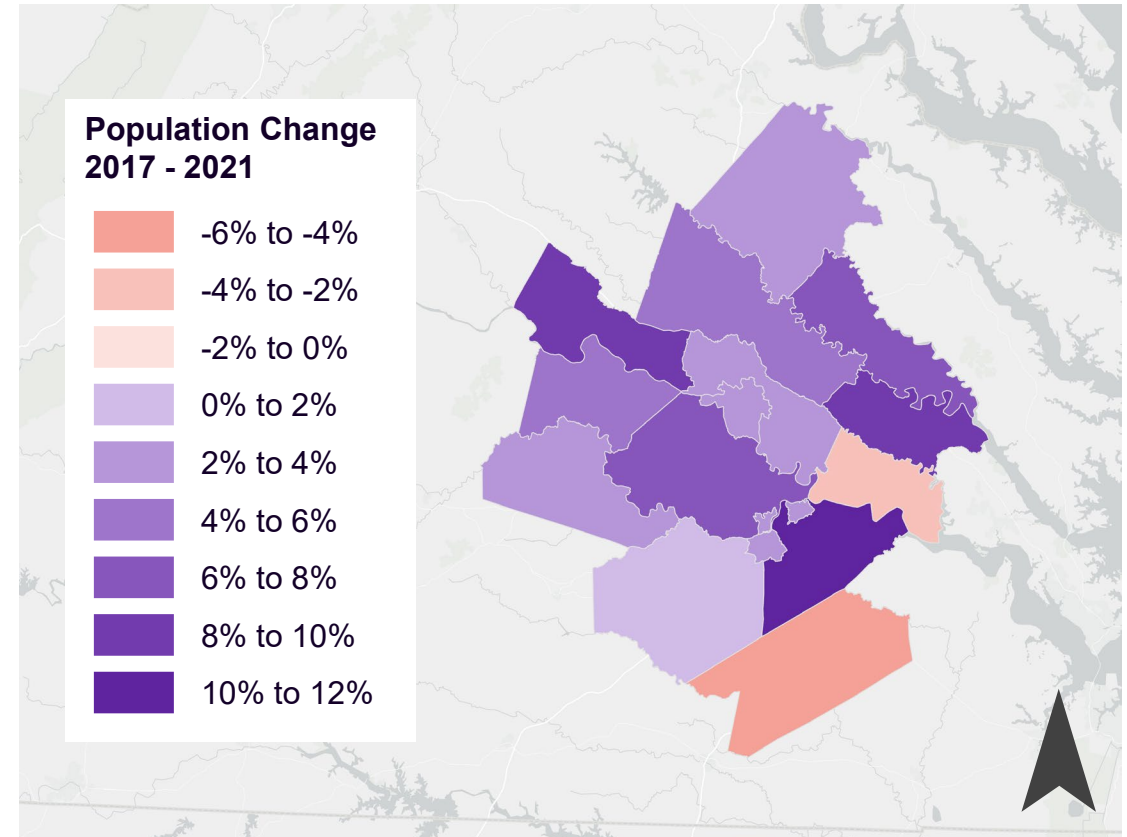 Population Change
2017 - 2021
-6% to -4%
-4% to -2%
-2% to 0%
0% to 2%
2% to 4%
4% to 6%
6% to 8%
8% to 10%
10% to 12%